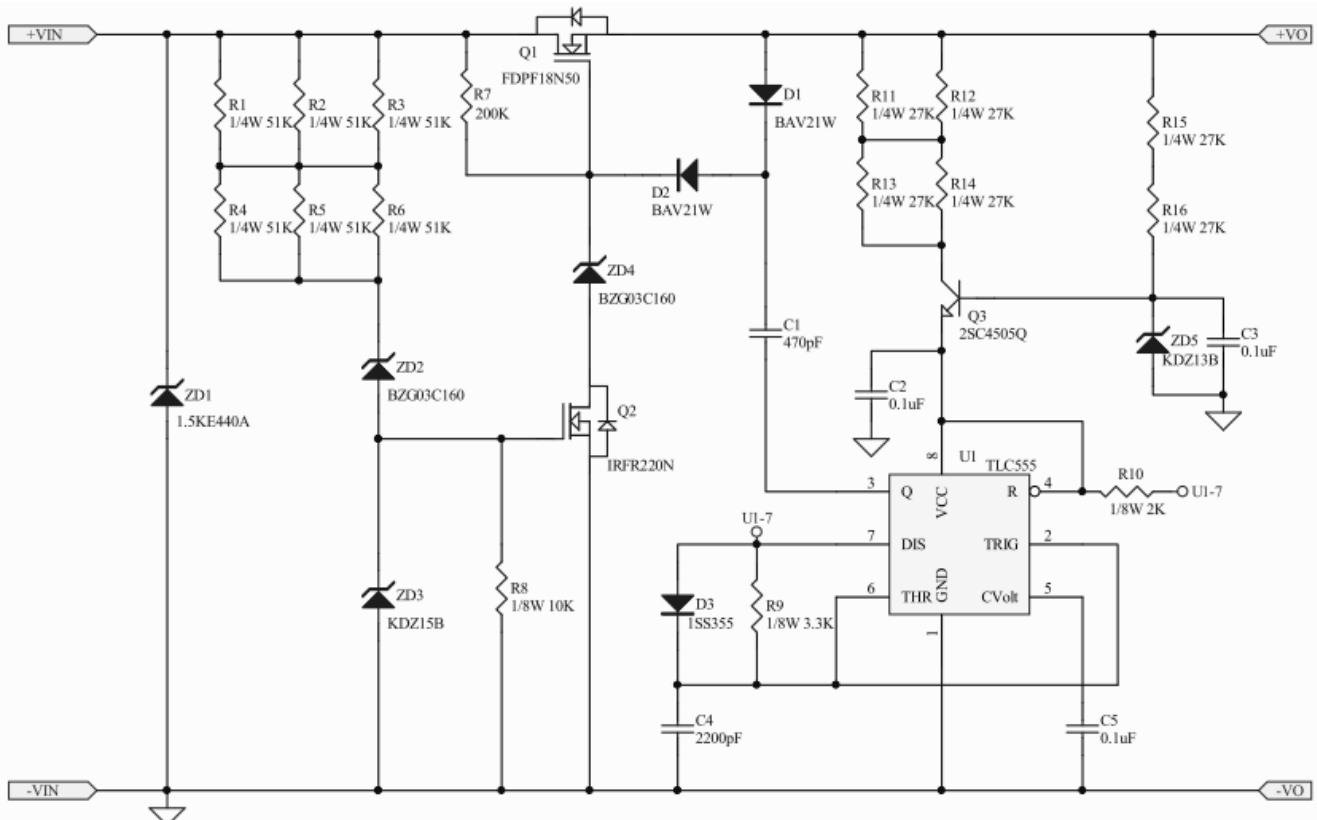 +VIN
+VO
Q1
FDPF18N50
R1
1/4W 51K
R2
1/4W 51K
R3
1/4W 51K
R7
200K
D1
BAV21W
R11
1/4W 27K
R12
1/4W 27K
R15
1/4W 27K
R4
1/4W 51K
R5
1/4W 51K
R6
1/4W 51K
D2
BAV21W
R13
1/4W 27K
R14
1/4W 27K
R16
1/4W 27K
ZD4
BZG03C160
C1
470pF
Q3
2SC4505Q
ZD5
KDZ13B
C3
0.1uF
ZD1
1.5KE440A
ZD2
BZG03C160
Q2
IRFR220N
C2
0.1uF
U1
TLC555
8
VCC
3
Q
R
4
R10
1/8W 2K
U1-7
U1-7
7
DIS
TRIG
2
6
THR
GND
CVolt
5
1
ZD3
KDZ15B
R8
1/8W 10K
D3
1SS355
R9
1/8W 3.3K
C4
2200pF
C5
0.1uF
-VIN
-VO